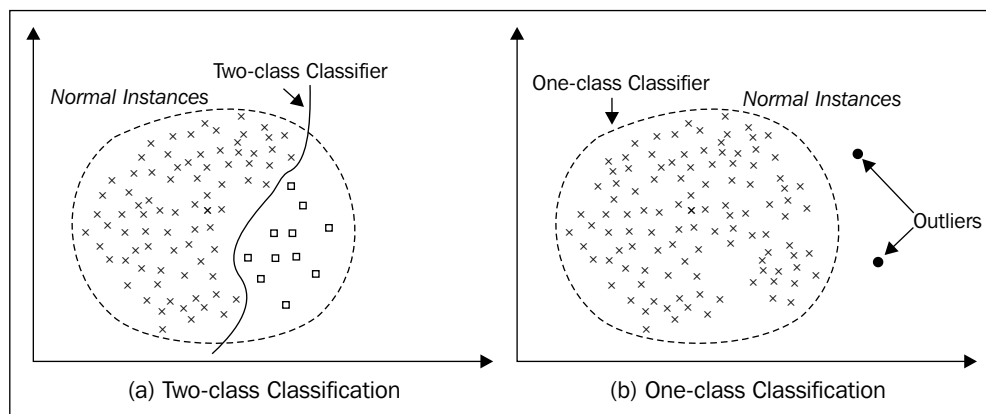 Two-class Classifier
Normal Instances
(a) Two-class Classification
One-class Classifier
Normal Instances
Outliers
(b) One-class Classification